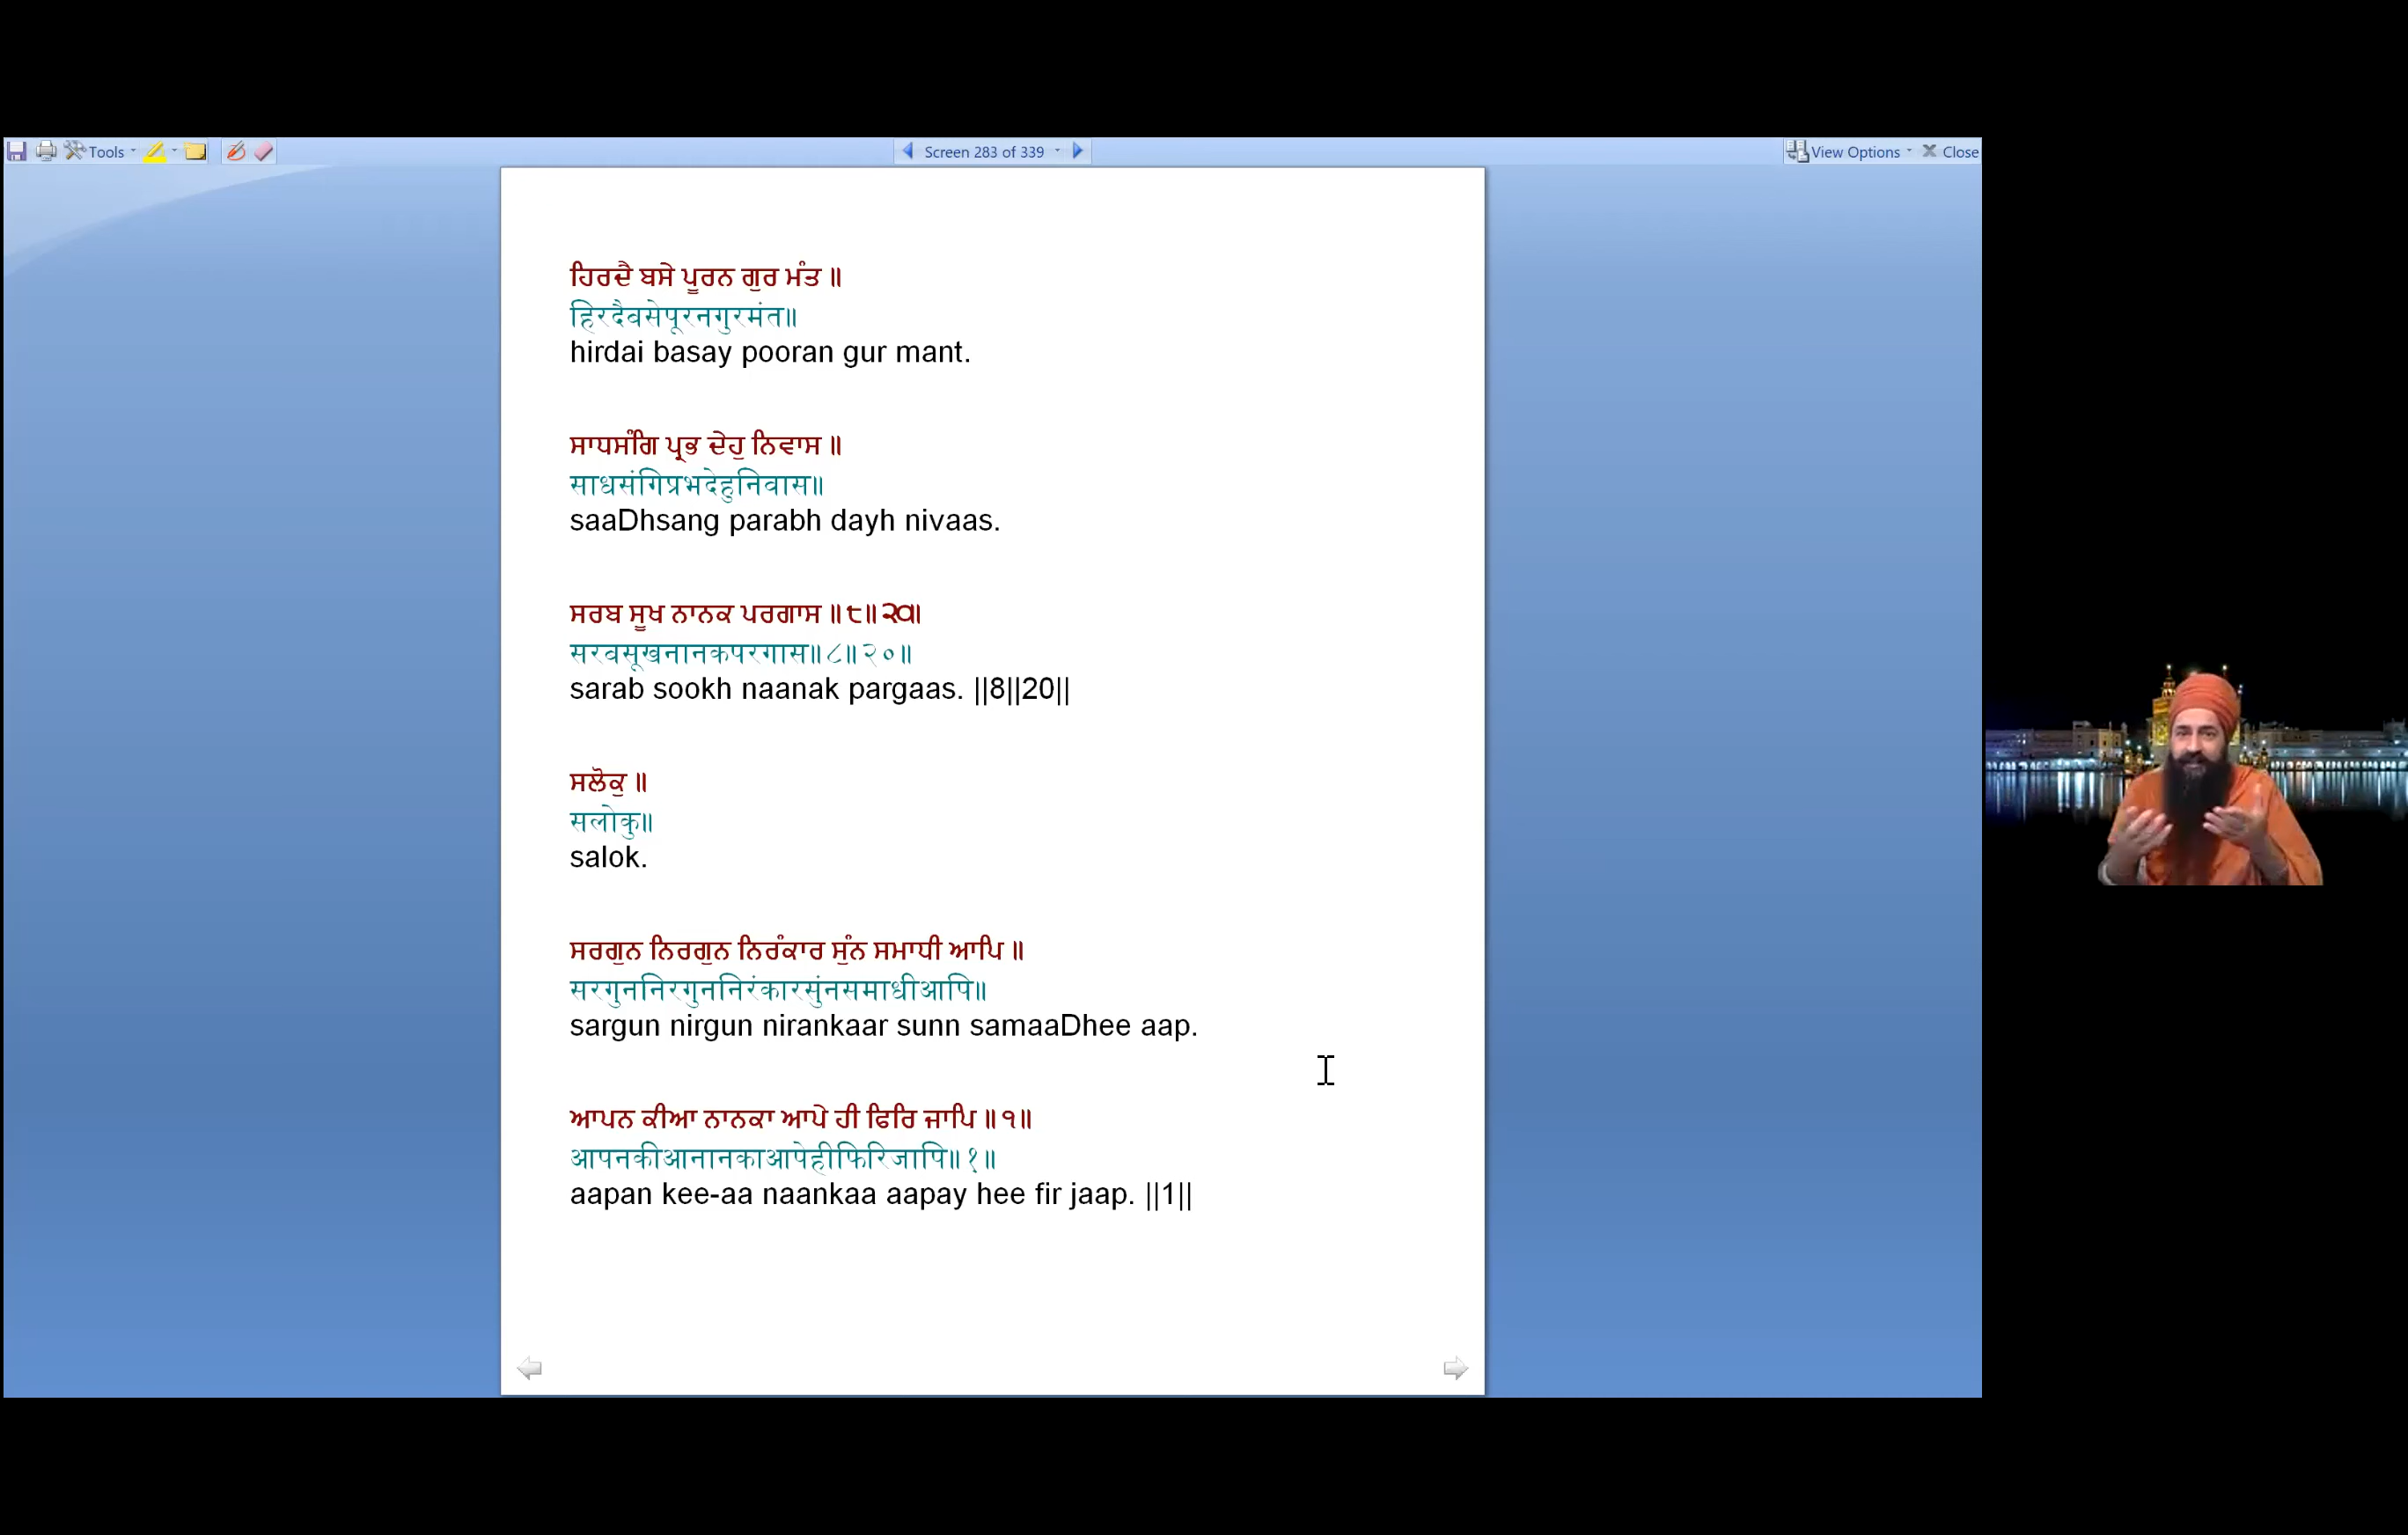 Tools
Screen 283 of 339
View Options
Close
ਹਿਰਦੈ ਬਸੇ ਪੂਰਨ ਗੁਰ ਮੰਤ ॥
हिरदैबसेपूरनगुरमंत॥
hirdai basay pooran gur mant.
ਸਾਧਸੰਗਿ ਪ੍ਰਭ ਦੇਹੁ ਨਿਵਾਸ ॥
साधसंगिप्रभदेहुनिवास॥
saaDhsang parabh dayh nivaas.
ਸਰਬ ਸੂਖ ਨਾਨਕ ਪਰਗਾਸ ॥੮॥੨੦॥
सरबसूखनानकपरगास॥८॥२०॥
sarab sookh naanak pargaas. ||8||20||
ਸਲੋਕੁ ॥
सलोकु॥
salok.
ਸਰਗੁਨ ਨਿਰਗੁਨ ਨਿਰੰਕਾਰ ਸੁੰਨ ਸਮਾਧੀ ਆਪਿ ॥
सरगुननिरगुननिरंकारसुंनसमाधीआपि॥
sargun nirgun nirankaar sunn samaaDhee aap.
ਆਪਨ ਕੀਆ ਨਾਨਕਾ ਆਪੇ ਹੀ ਫਿਰਿ ਜਾਪਿ ॥੧॥
आपनकीआनानकाआपेहीफिरिजापि॥१॥
aapan kee-aa naankaa aapay hee fir jaap. ||1||